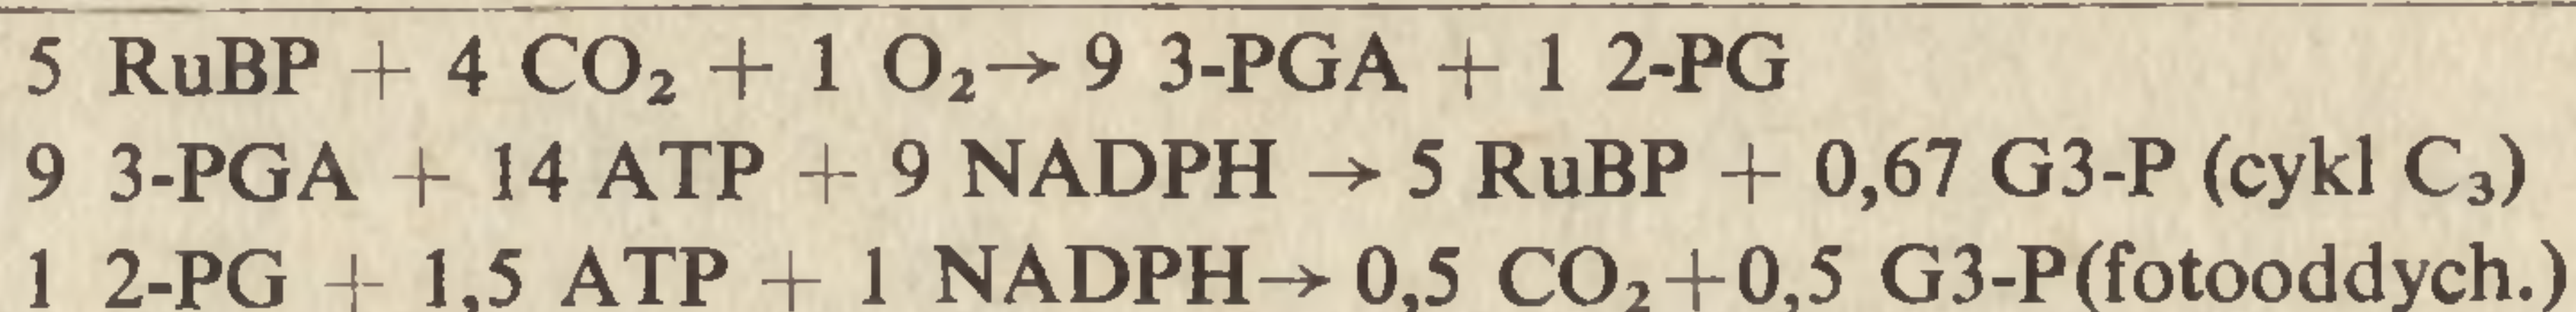 5 RuBP + 4 CO₂ + 1 O₂→ 9 3-PGA + 1 2-PG
9 3-PGA + 14 ATP + 9 NADPH → 5 RuBP + 0,67 G3-P (cykl C₃)
1 2-PG + 1,5 ATP + 1 NADPH→ 0,5 CO₂+0,5 G3-P(fotooddych.)